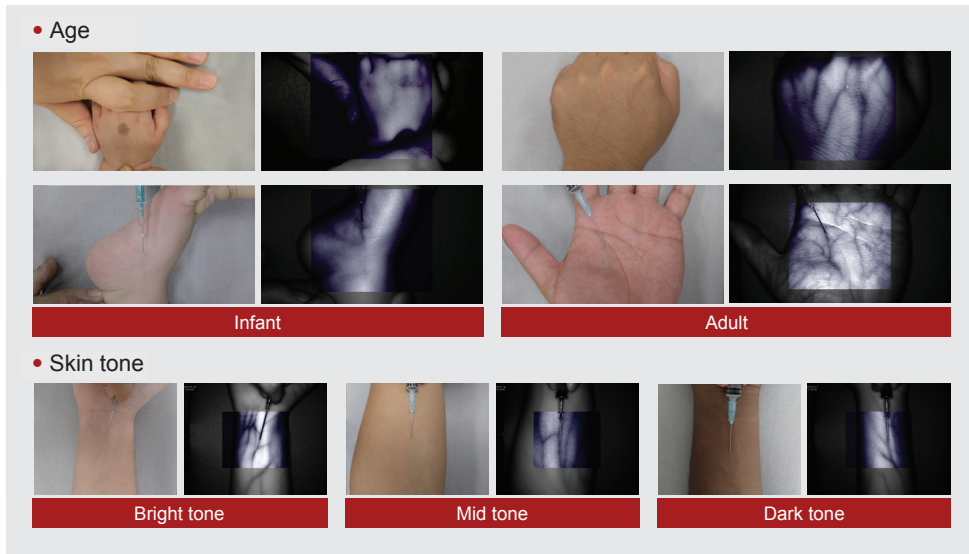 • Age
Infant
Adult
• Skin tone
Bright tone
Mid tone
Dark tone